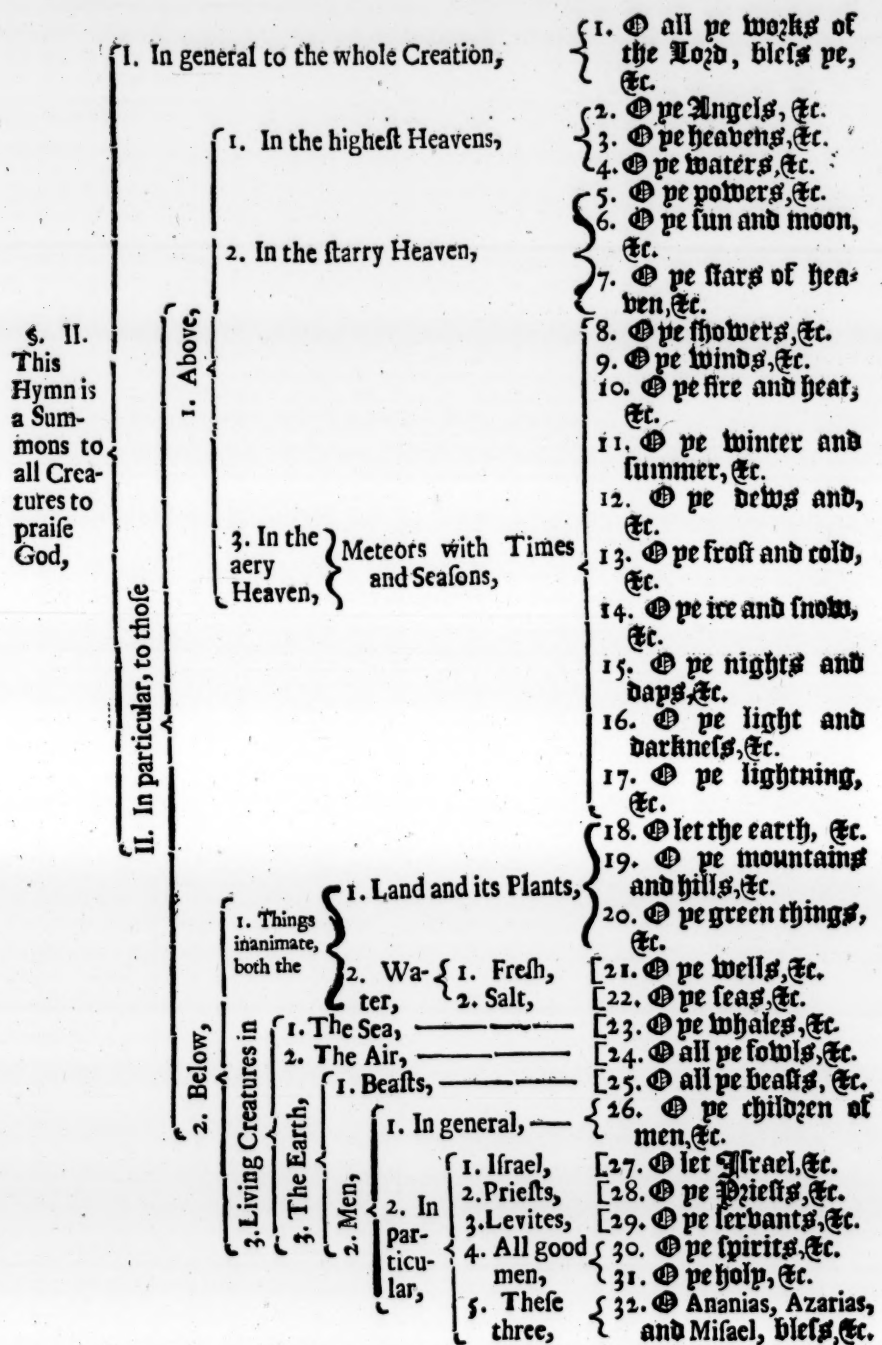 §. II.
This
Hymn is
a Sum-
mons to
all Crea-
tures to
praiſe
God,
I. In general to the whole Creation,
1. O all ye works of
the Lord, bleſs ye,
&c.
II. In particular, to thoſe
1. Above,
1. In the higheſt Heavens,
2. O ye Angels, &c.
3. O ye heavens, &c.
4. O ye waters, &c.
2. In the ſtarry Heaven,
5. O ye powers, &c.
6. O ye ſun and moon,
&c.
7. O ye ſtars of hea-
ven, &c.
3. In the
aery
Heaven,
Meteors with Times
and Seaſons,
8. O ye ſhowers, &c.
9. O ye winds, &c.
10. O ye fire and heat,
&c.
11. O ye winter and
ſummer, &c.
12. O ye dews and,
&c.
13. O ye froſt and cold,
&c.
14. O ye ice and ſnow,
&c.
15. O ye nights and
days, &c.
16. O ye light and
darkneſs, &c.
17. O ye lightning,
&c.
2. Below,
1. Things
inanimate,
both the
1. Land and its Plants,
18. O let the earth, &c.
19. O ye mountains
and hills, &c.
20. O ye green things,
&c.
2. Wa-
ter,
1. Freſh,
[21. O ye wells, &c.
2. Salt,
[22. O ye ſeas, &c.
3. Living Creatures in
1. The Sea,
[23. O ye whales, &c.
2. The Air,
[24. O all ye fowls, &c.
3. The Earth,
1. Beaſts,
[25. O all ye beaſts, &c.
2. Men,
1. In general,
26. O ye children of
men, &c.
2. In
par-
ticu-
lar,
1. Iſrael,
[27. O let Iſrael, &c.
2. Prieſts,
[28. O ye Prieſts, &c.
3. Levites,
[29. O ye ſervants, &c.
4. All good
men,
30. O ye ſpirits, &c.
31. O ye holy, &c.
5. Theſe
three,
32. O Ananias, Azarias,
and Miſael, bleſs, &c.